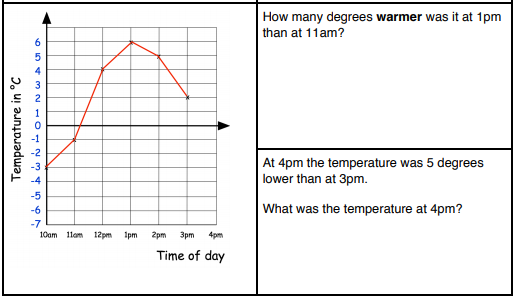 6
5
4
3
2
1
0
-1
-2
-3
-4
-5
-6
-7
Temperature in °C
10am 11am 12pm 1pm 2pm 3pm 4pm
Time of day
How many degrees warmer was it at 1pm
than at 11am?
At 4pm the temperature was 5 degrees
lower than at 3pm.
What was the temperature at 4pm?